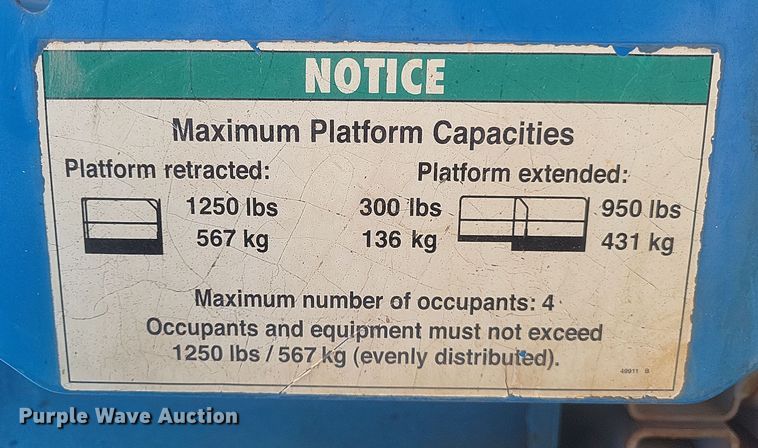 NOTICE
Maximum Platform Capacities
Platform retracted: Platform extended:
1250 lbs 300 lbs 950 lbs
567 kg 136 kg 431 kg
Maximum number of occupants: 4
Occupants and equipment must not exceed
1250 lbs / 567 kg (evenly distributed).
49911 B
Purple Wave Auction